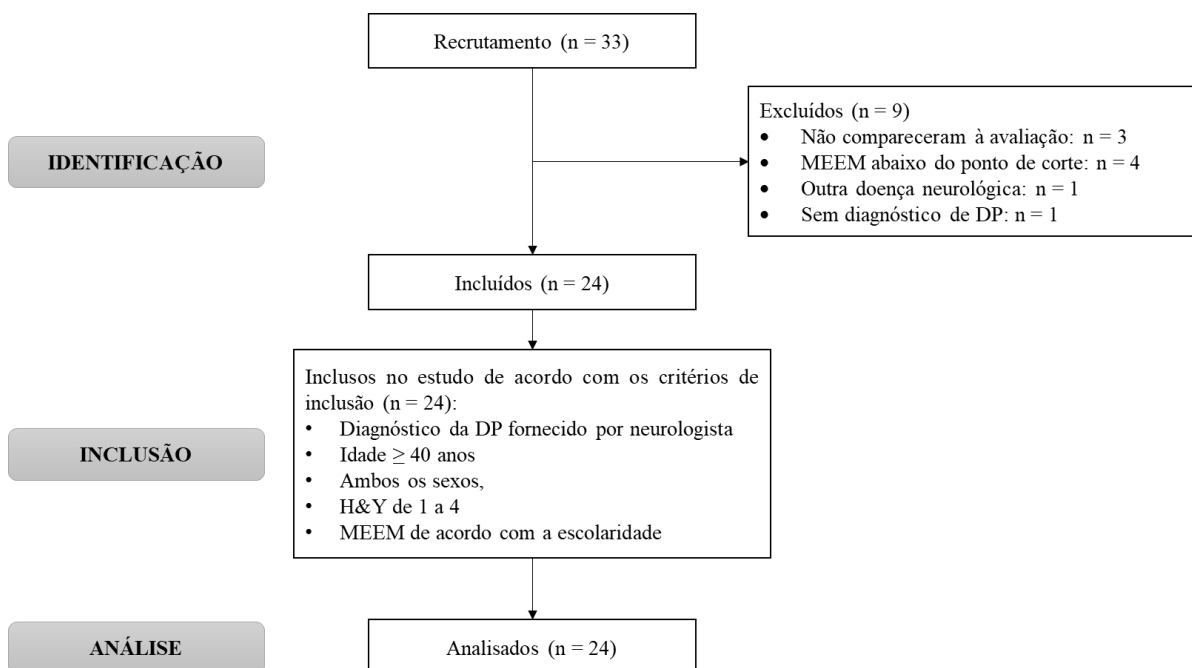 Recrutamento (n = 33)
IDENTIFICAÇÃO
Excluídos (n = 9)
• Não compareceram à avaliação: n = 3
• MEEM abaixo do ponto de corte: n = 4
• Outra doença neurológica: n = 1
• Sem diagnóstico de DP: n = 1
Incluídos (n = 24)
INCLUSÃO
Inclusos no estudo de acordo com os critérios de
inclusão (n = 24):
• Diagnóstico da DP fornecido por neurologista
• Idade ≥ 40 anos
• Ambos os sexos,
• H&Y de 1 a 4
• MEEM de acordo com a escolaridade
ANÁLISE
Analisados (n = 24)